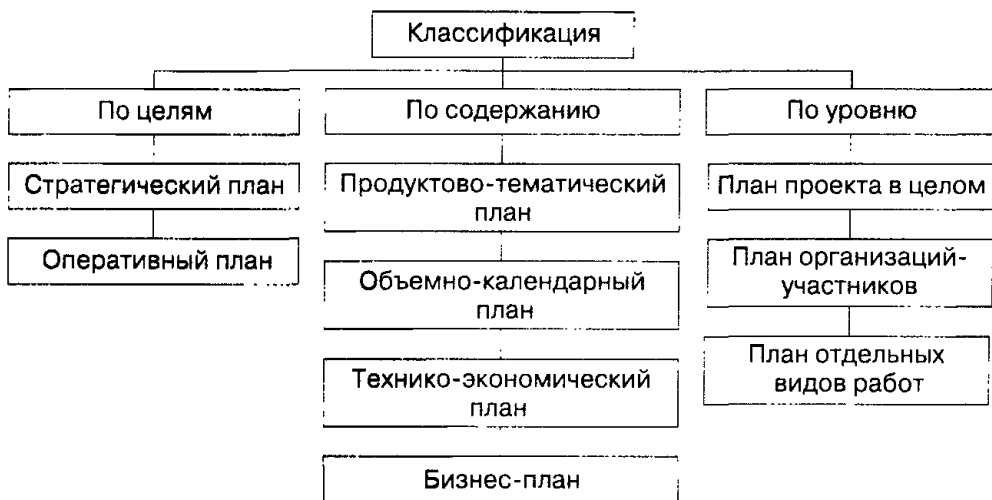 Классификация
По целям
Стратегический план
Оперативный план
По содержанию
Продуктово-тематический
план
Объемно-календарный
план
Технико-экономический
план
Бизнес-план
По уровню
План проекта в целом
План организаций-
участников
План отдельных
видов работ